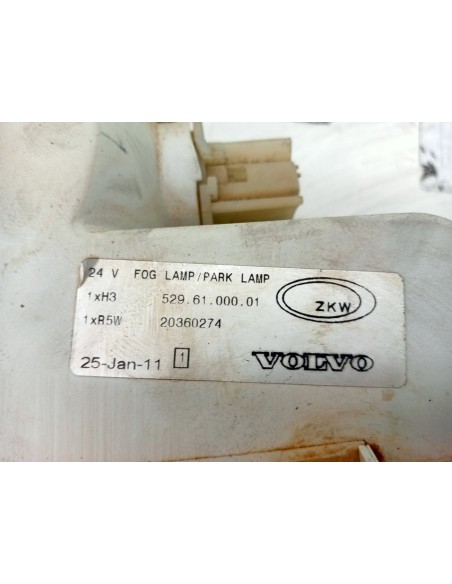 24 V FOG LAMP/PARK LAMP
1xH3 529.61.000.01 ZKW
1xR5W 20360274
25-Jan-11 1 VOLVO